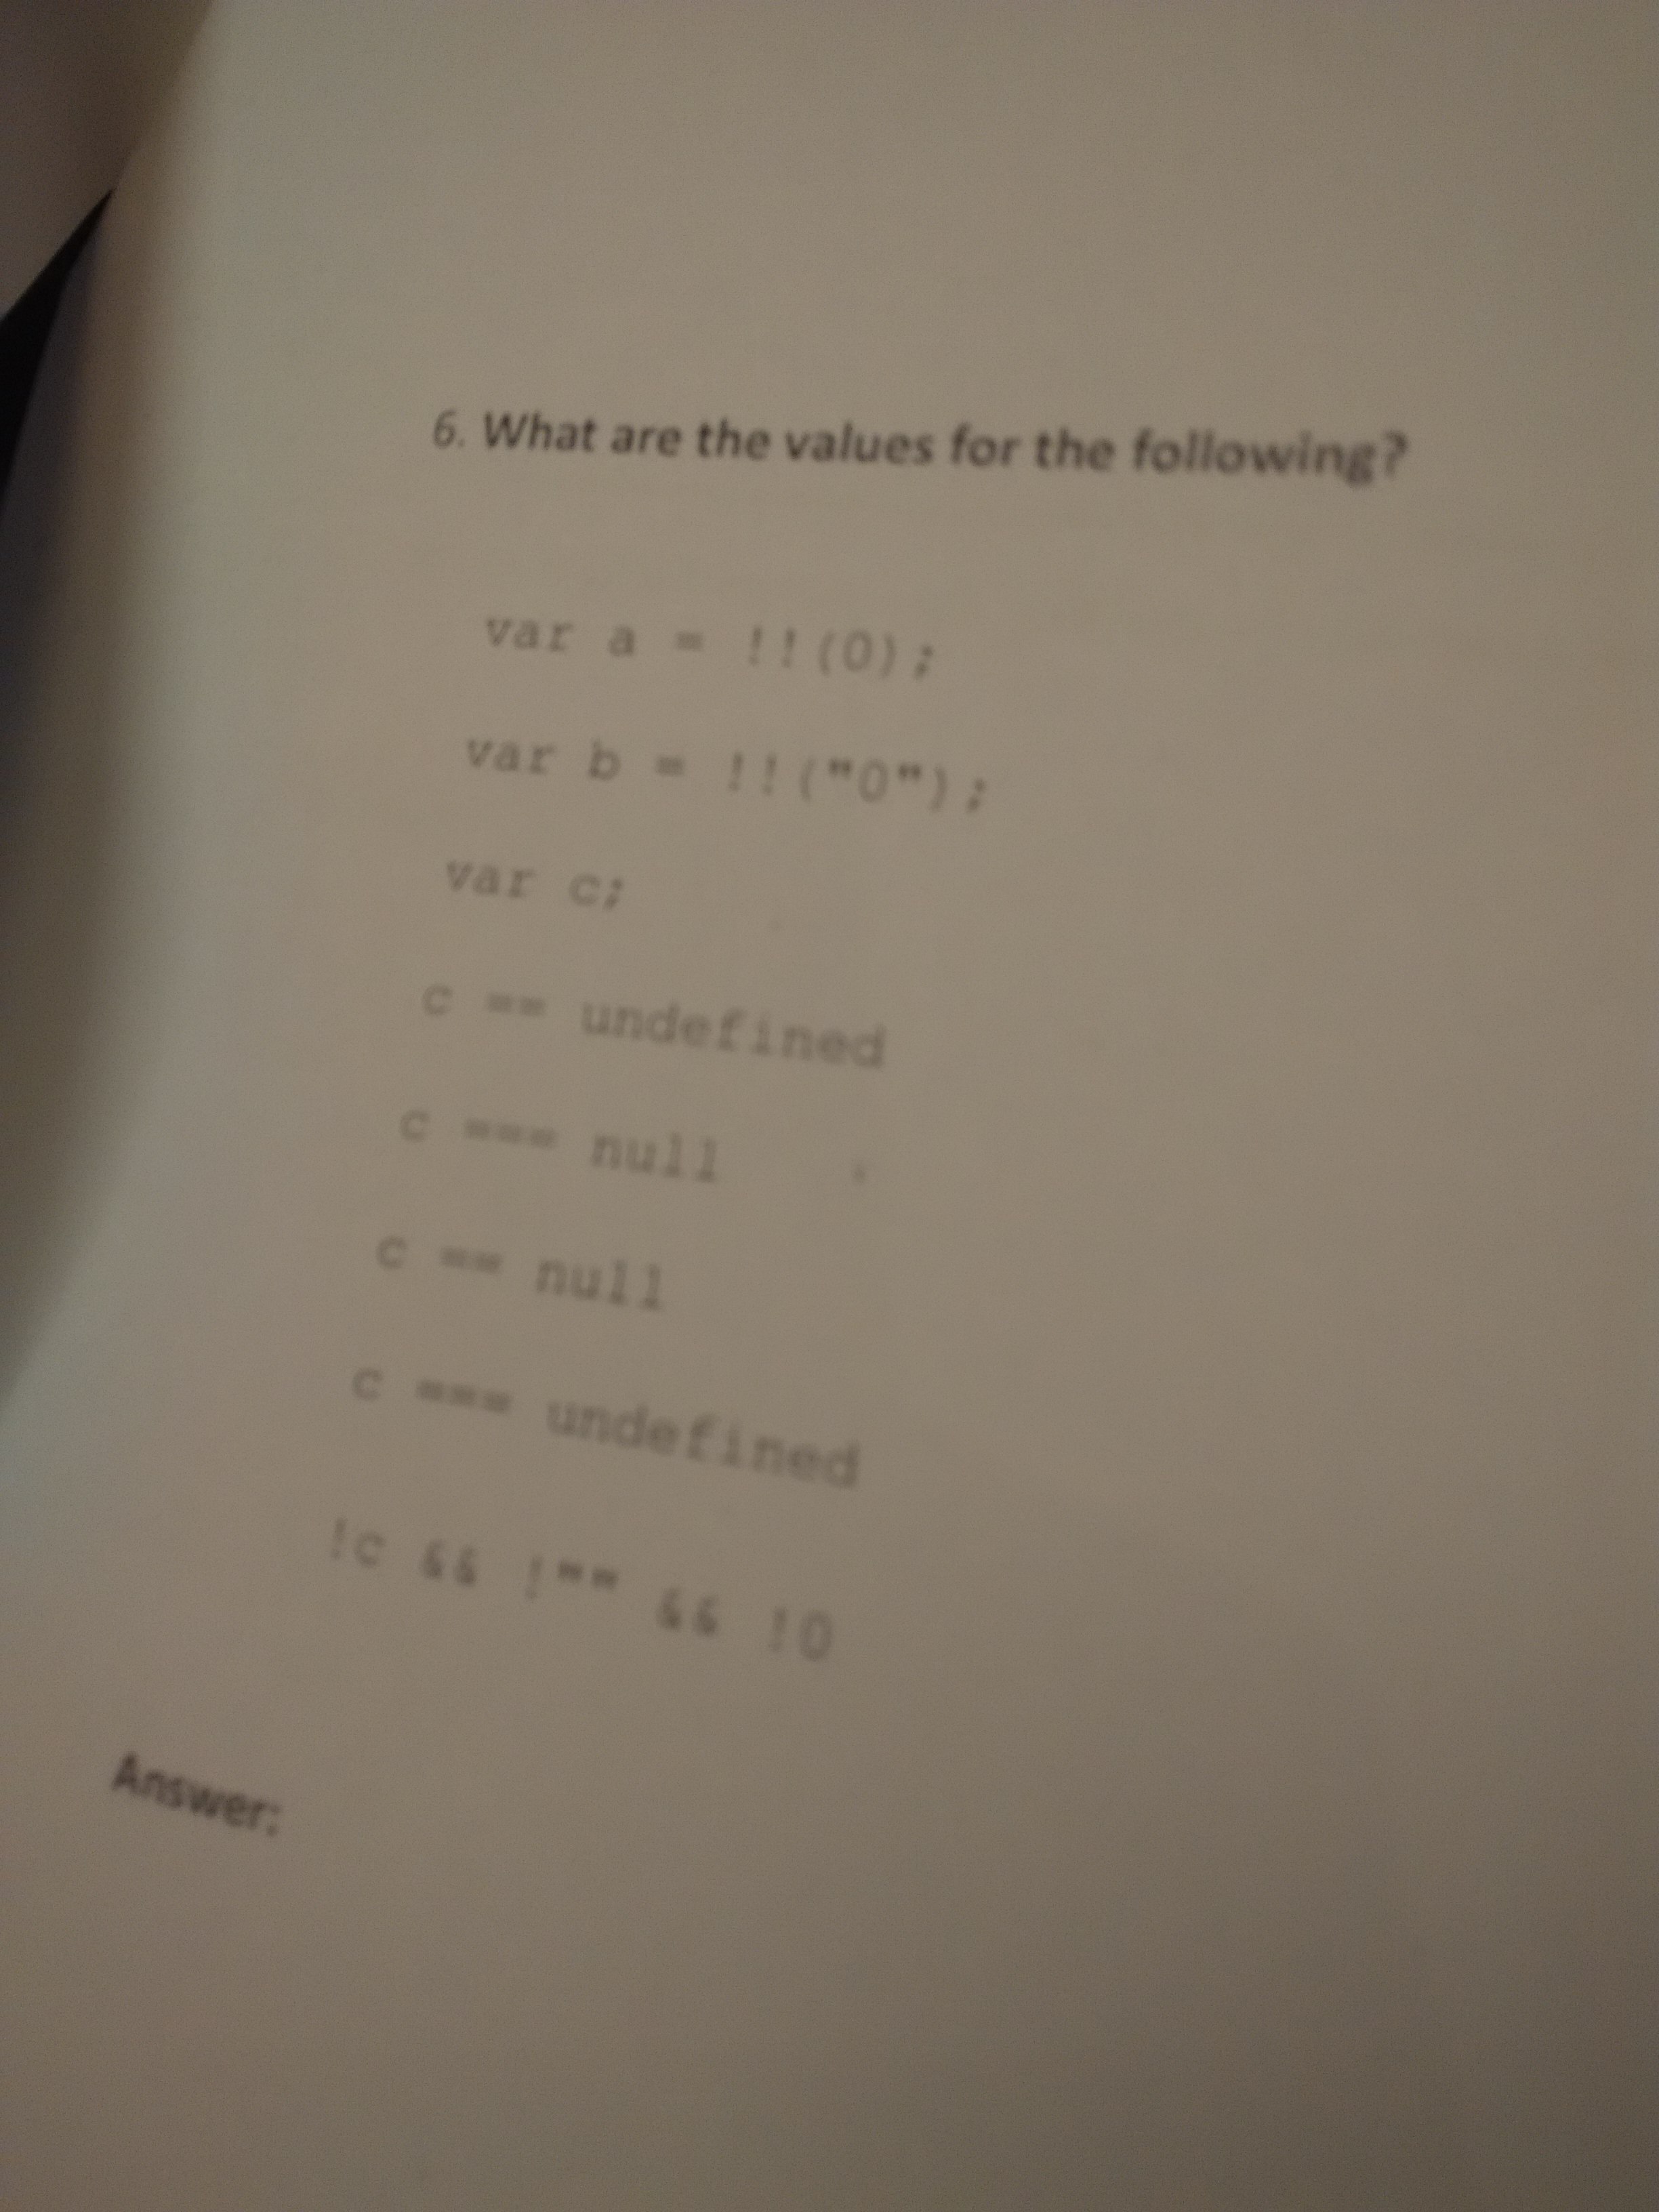 6. What are the values for the following?
var a = !!(0);
var b = !!("0");
var c;
c == undefined
c === null
c == null
c === undefined
!c && !"" && !0
Answer: